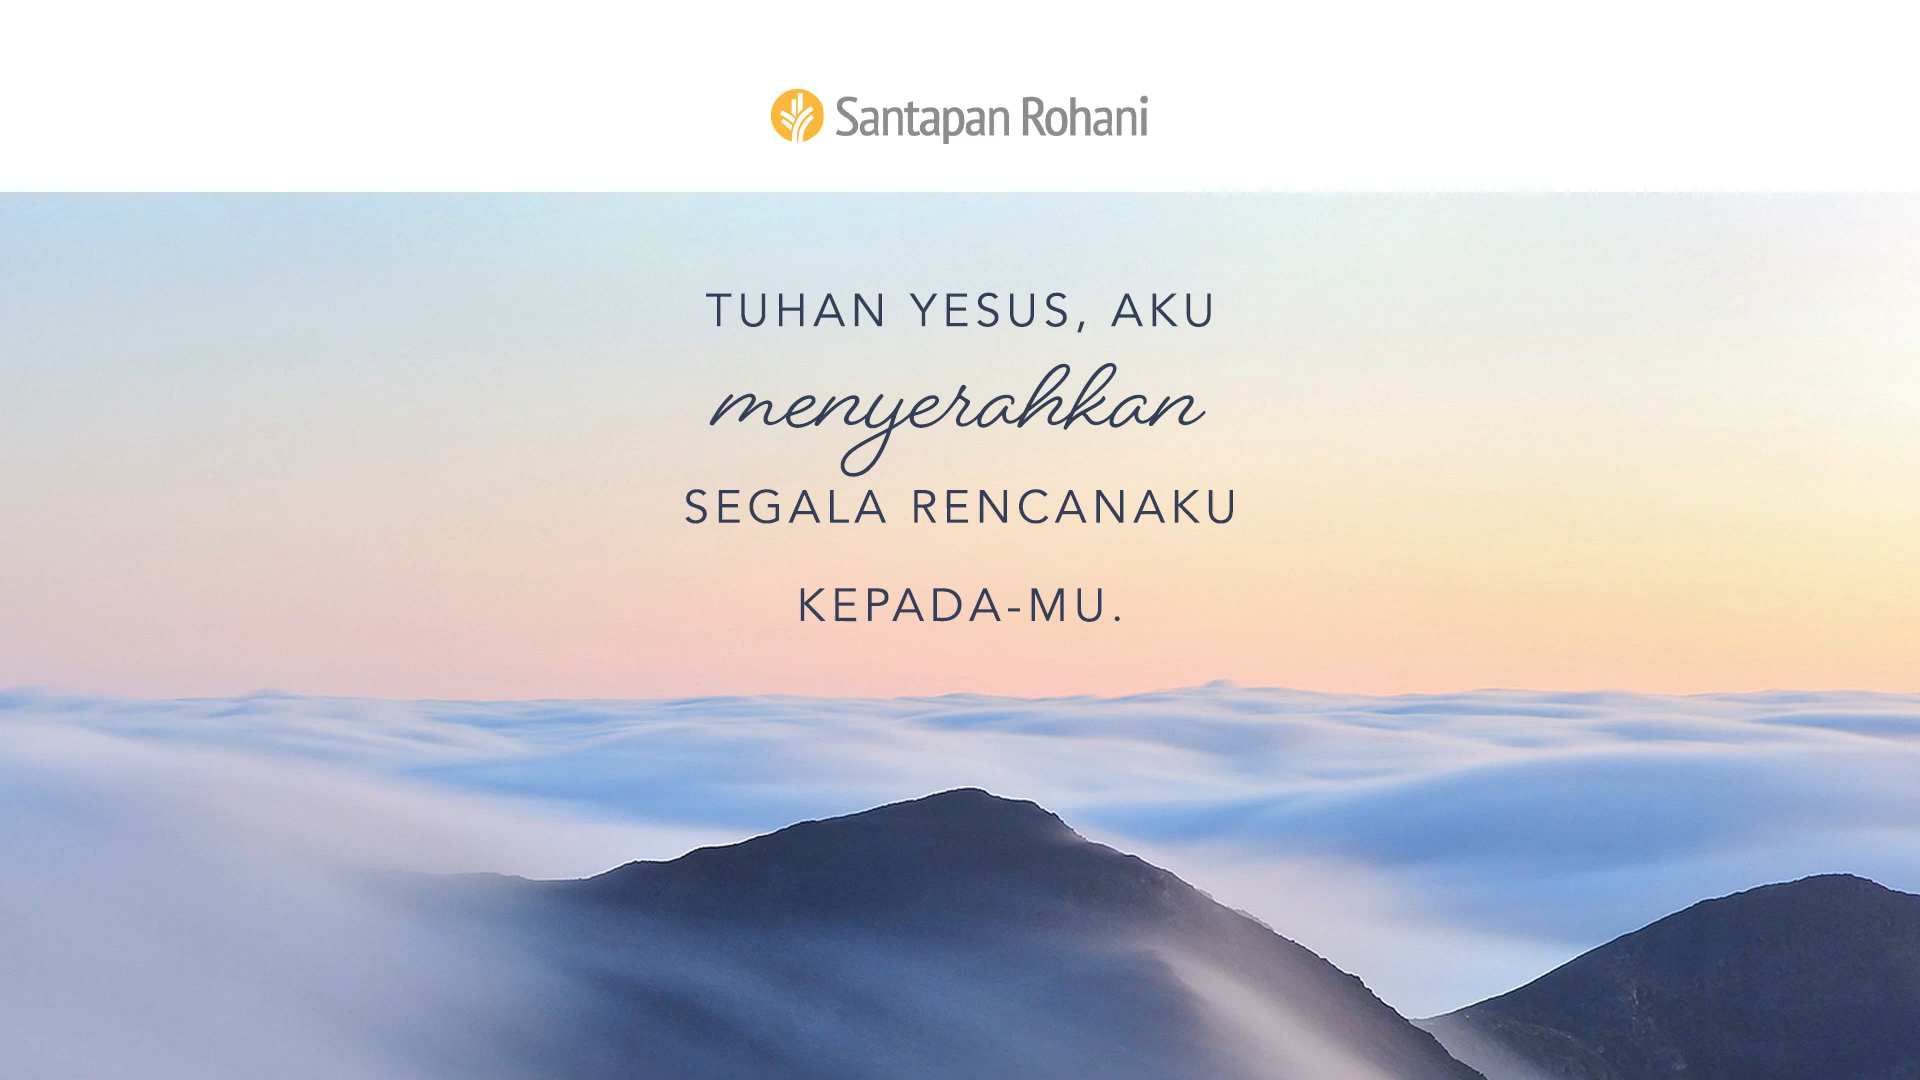 Santapan Rohani
TUHAN YESUS, AKU
menyerahkan
SEGALA RENCANAKU
KEPADA-MU.